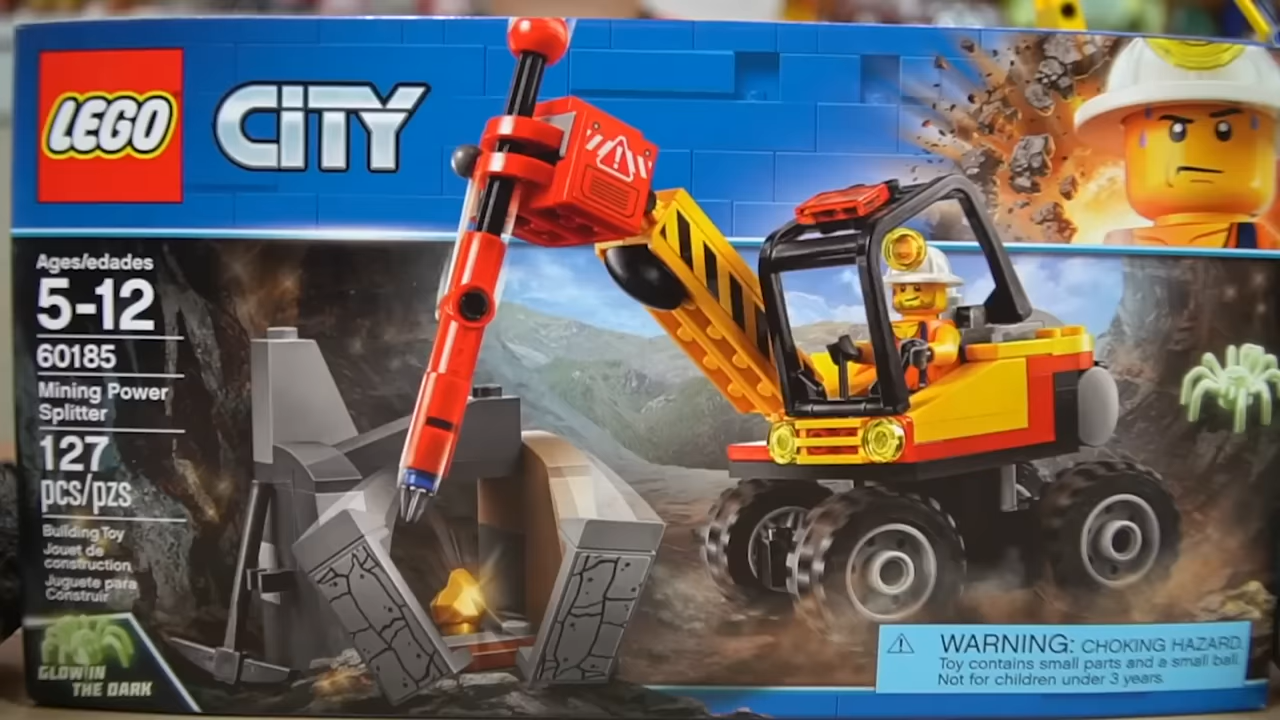 LEGO
CITY
Ages/edades
5-12
60185
Mining Power
Splitter
127
pcs/pzs
Building Toy
Jouet de
construction
Juguete para
Construir
GLOW IN
THE DARK
WARNING: CHOKING HAZARD.
Toy contains small parts and a small ball.
Not for children under 3 years.